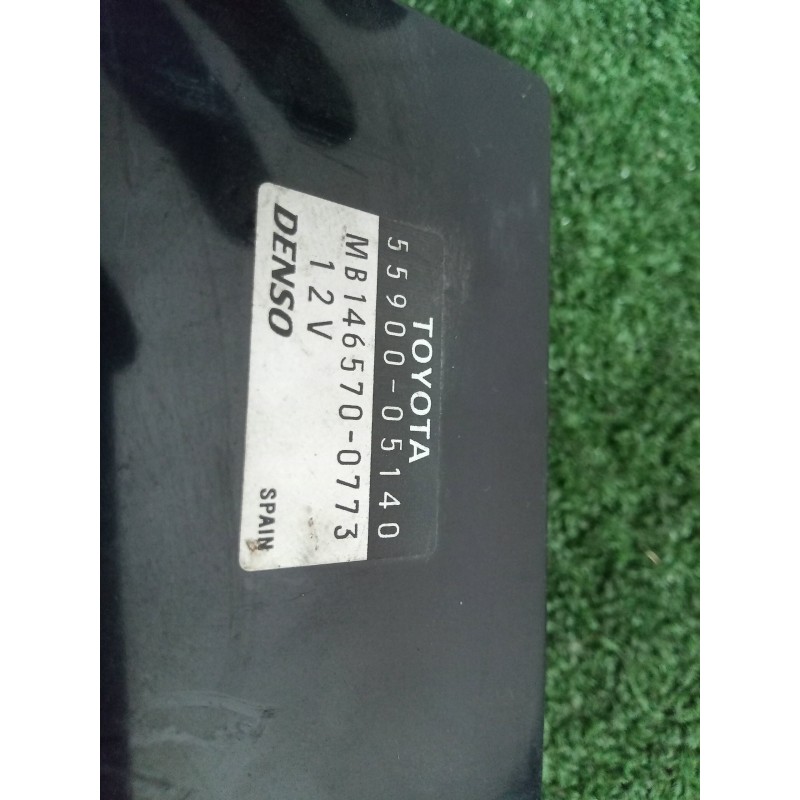 TOYOTA
55900-05140
MB146570-0773
12V
DENSO
SPAIN